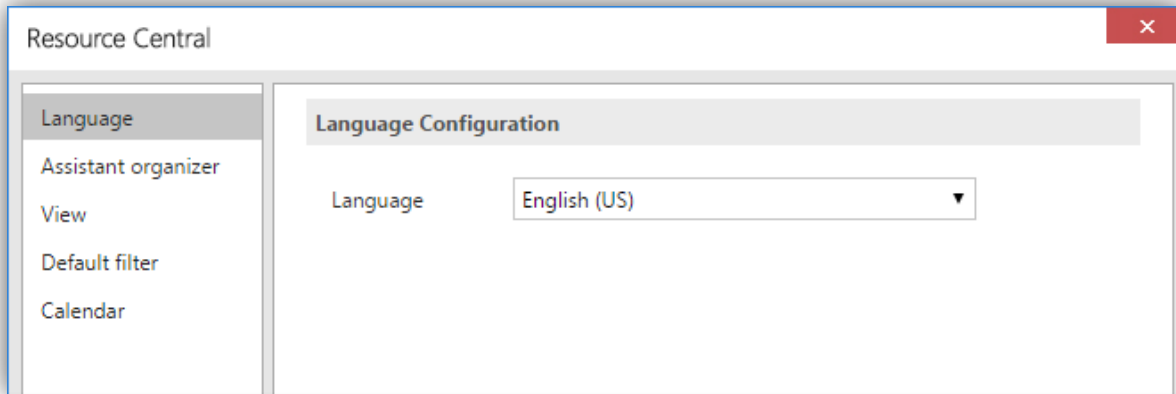 Resource Central
Language
Assistant organizer
View
Default filter
Calendar
Language Configuration
Language
English (US)